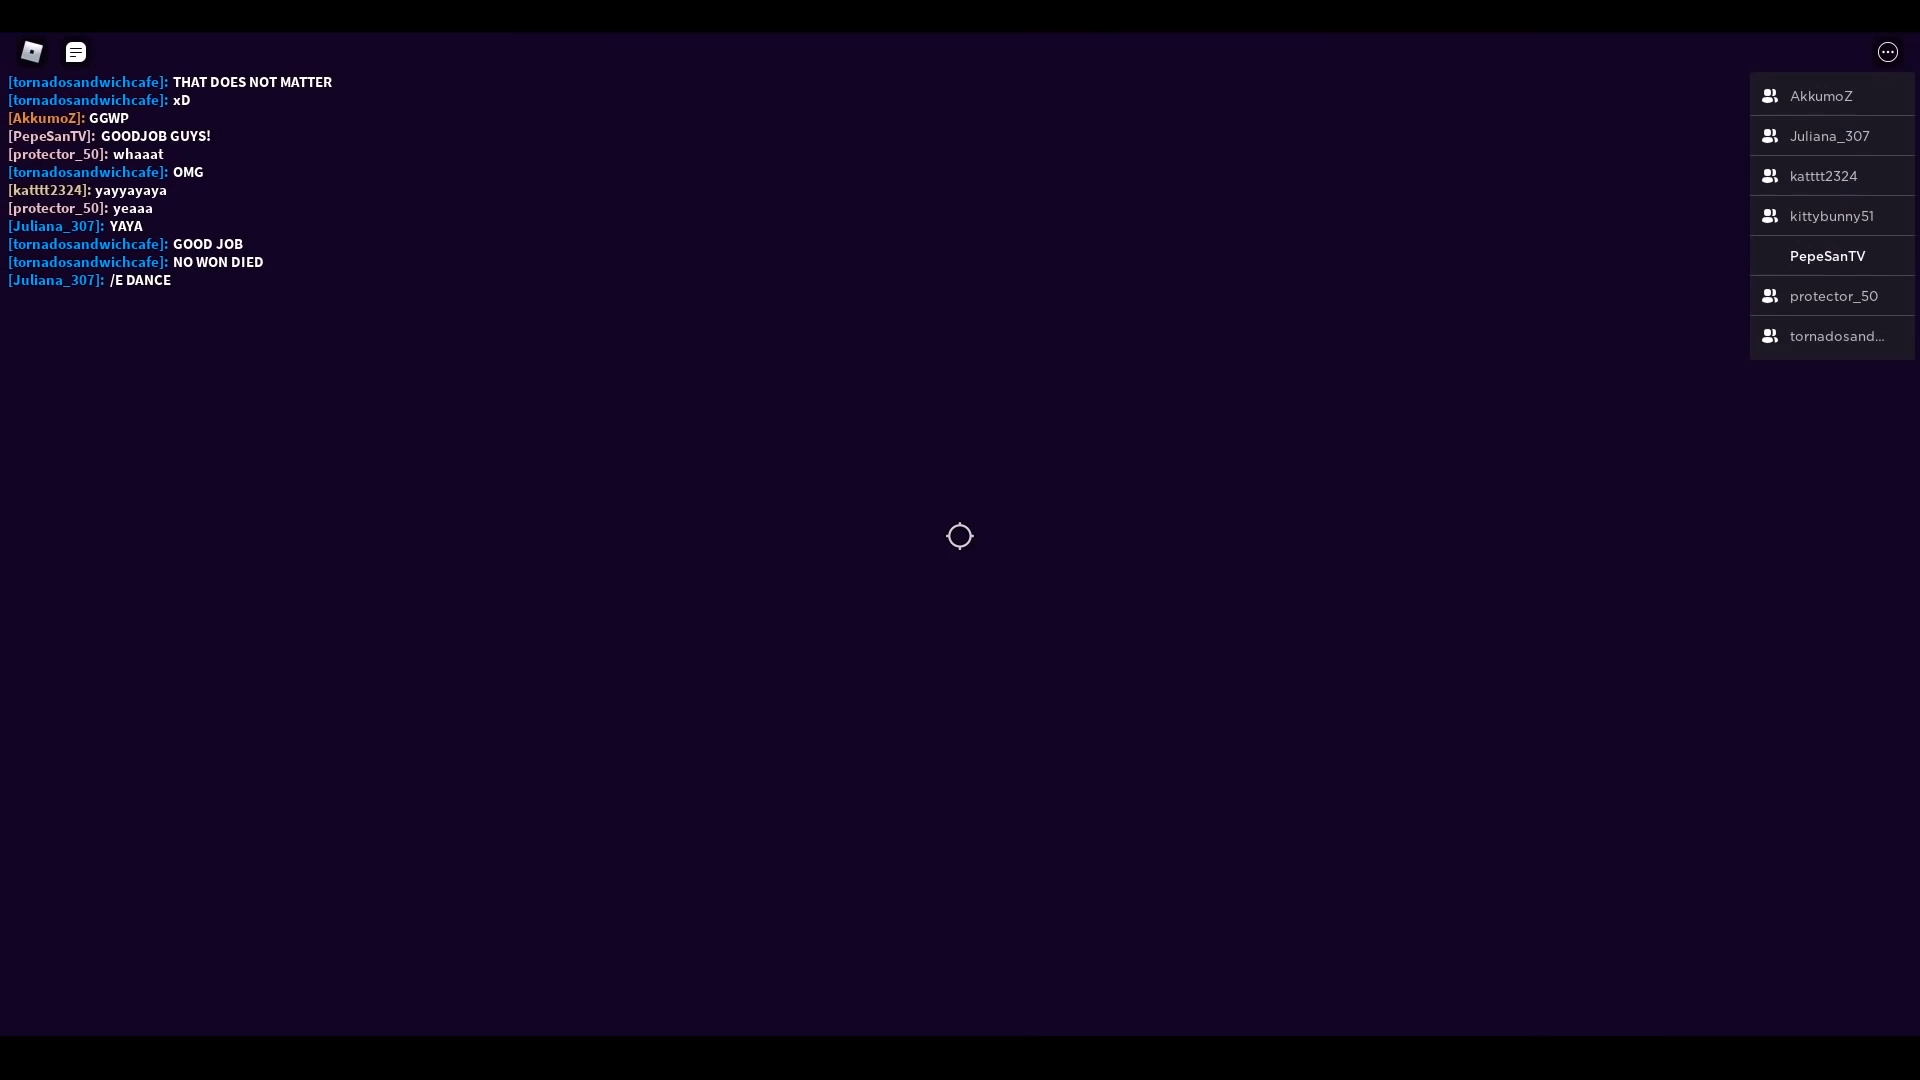 [tornadosandwichcafe]: THAT DOES NOT MATTER
[tornadosandwichcafe]: xD
[AkkumoZ]: GGWP
[PepeSanTV]: GOODJOB GUYS!
[protector_50]: whaaat
[tornadosandwichcafe]: OMG
[katttt2324]: yayyayaya
[protector_50]: yeaaa
[Juliana_307]: YAYA
[tornadosandwichcafe]: GOOD JOB
[tornadosandwichcafe]: NO WON DIED
[Juliana_307]: /E DANCE
AkkumoZ
Juliana_307
katttt2324
kittybunny51
PepeSanTV
protector_50
tornadosand...